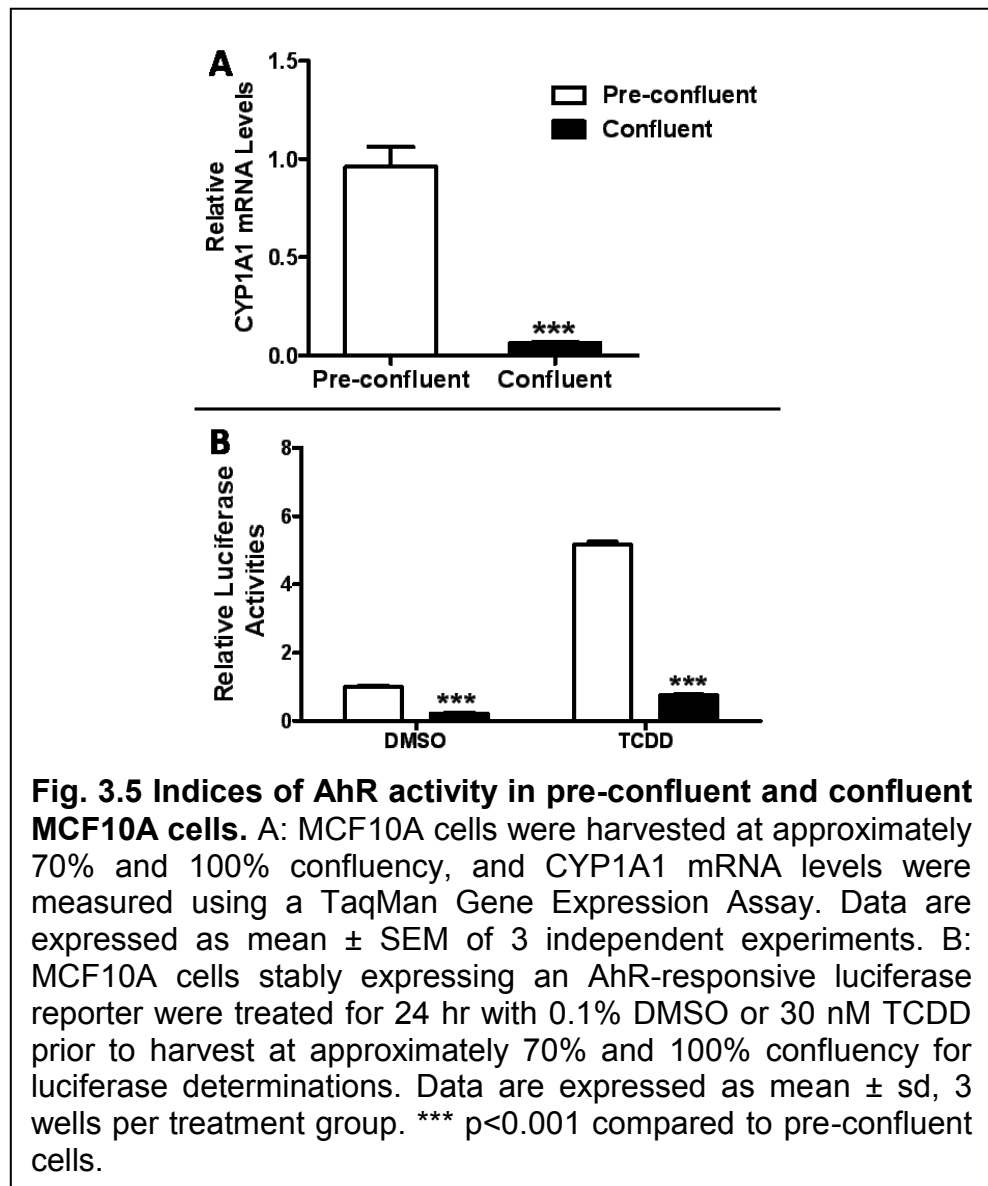 A
1.5
1.0
0.5
0.0
Relative
CYP1A1 mRNA Levels
Pre-confluent
Confluent
***
Pre-confluent
Confluent
B
8
6
4
2
0
Relative Luciferase
Activities
***
***
DMSO
TCDD
Fig. 3.5 Indices of AhR activity in pre-confluent and confluent
MCF10A cells. A: MCF10A cells were harvested at approximately
70% and 100% confluency, and CYP1A1 mRNA levels were
measured using a TaqMan Gene Expression Assay. Data are
expressed as mean ± SEM of 3 independent experiments. B:
MCF10A cells stably expressing an AhR-responsive luciferase
reporter were treated for 24 hr with 0.1% DMSO or 30 nM TCDD
prior to harvest at approximately 70% and 100% confluency for
luciferase determinations. Data are expressed as mean ± sd, 3
wells per treatment group. *** p<0.001 compared to pre-confluent
cells.